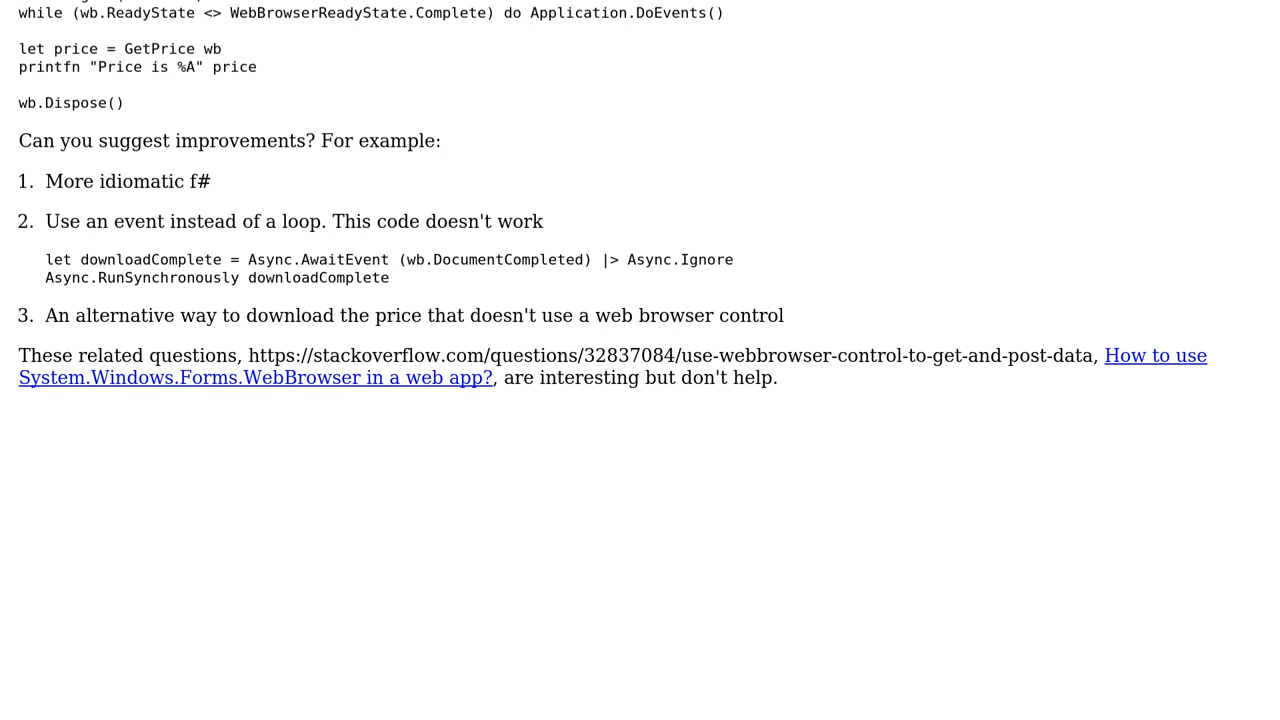 while (wb.ReadyState <> WebBrowserReadyState.Complete) do Application.DoEvents()
let price = GetPrice wb
printfn "Price is %A" price
wb.Dispose()
Can you suggest improvements? For example:
1. More idiomatic f#
2. Use an event instead of a loop. This code doesn't work
let downloadComplete = Async.AwaitEvent (wb.DocumentCompleted) |> Async.Ignore
Async.RunSynchronously downloadComplete
3. An alternative way to download the price that doesn't use a web browser control
These related questions, https://stackoverflow.com/questions/32837084/use-webbrowser-control-to-get-and-post-data, How to use
System.Windows.Forms.WebBrowser in a web app?, are interesting but don't help.